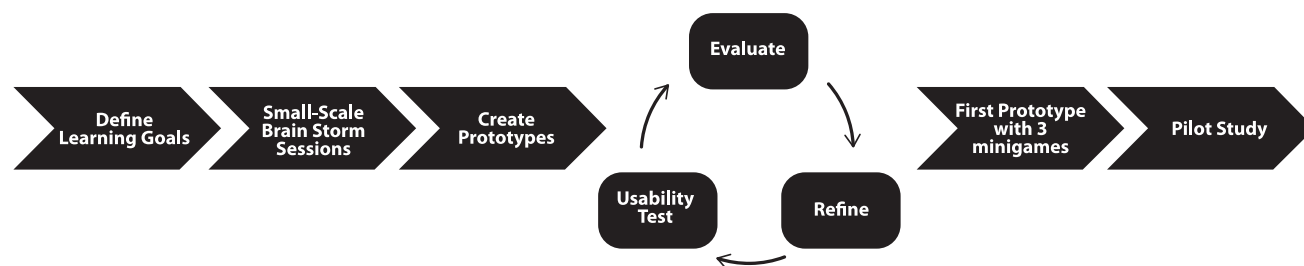 Define
Learning Goals
Small-Scale
Brain Storm
Sessions
Create
Prototypes
Evaluate
Usability
Test
Refine
First Prototype
with 3
minigames
Pilot Study